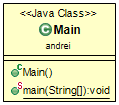 <<Java Class>>
Main
andrei
Main()
main(String[]):void